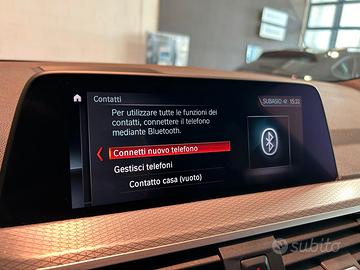 Contatti
SUBASIO 15:22
Per utilizzare tutte le funzioni dei
contatti, connettere il telefono
mediante Bluetooth.
Connetti nuovo telefono
Gestisci telefoni
Contatto casa (vuoto)
subito